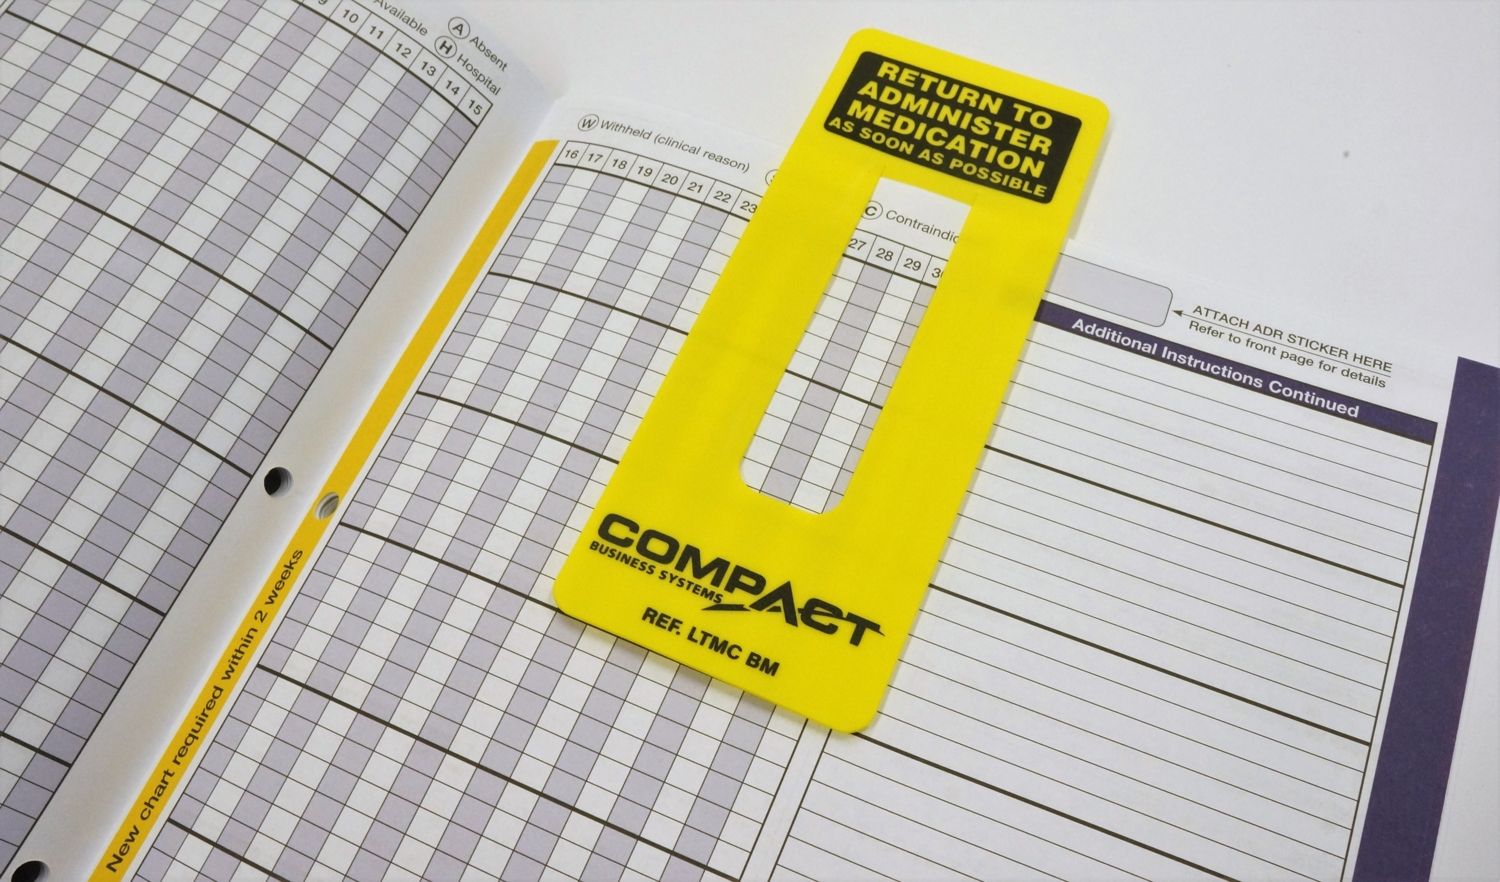 Available
Ⓐ Absent
Ⓗ Hospital
10 11 12 13 14 15
Ⓦ Withheld (clinical reason)
16 17 18 19 20 21 22 23
RETURN TO
ADMINISTER
MEDICATION
AS SOON AS POSSIBLE
Ⓒ Contraindic
27 28 29
ATTACH ADR STICKER HERE
Refer to front page for details
Additional Instructions Continued
COMPACT
BUSINESS SYSTEMS
REF. LTMC BM
New chart required within 2 weeks